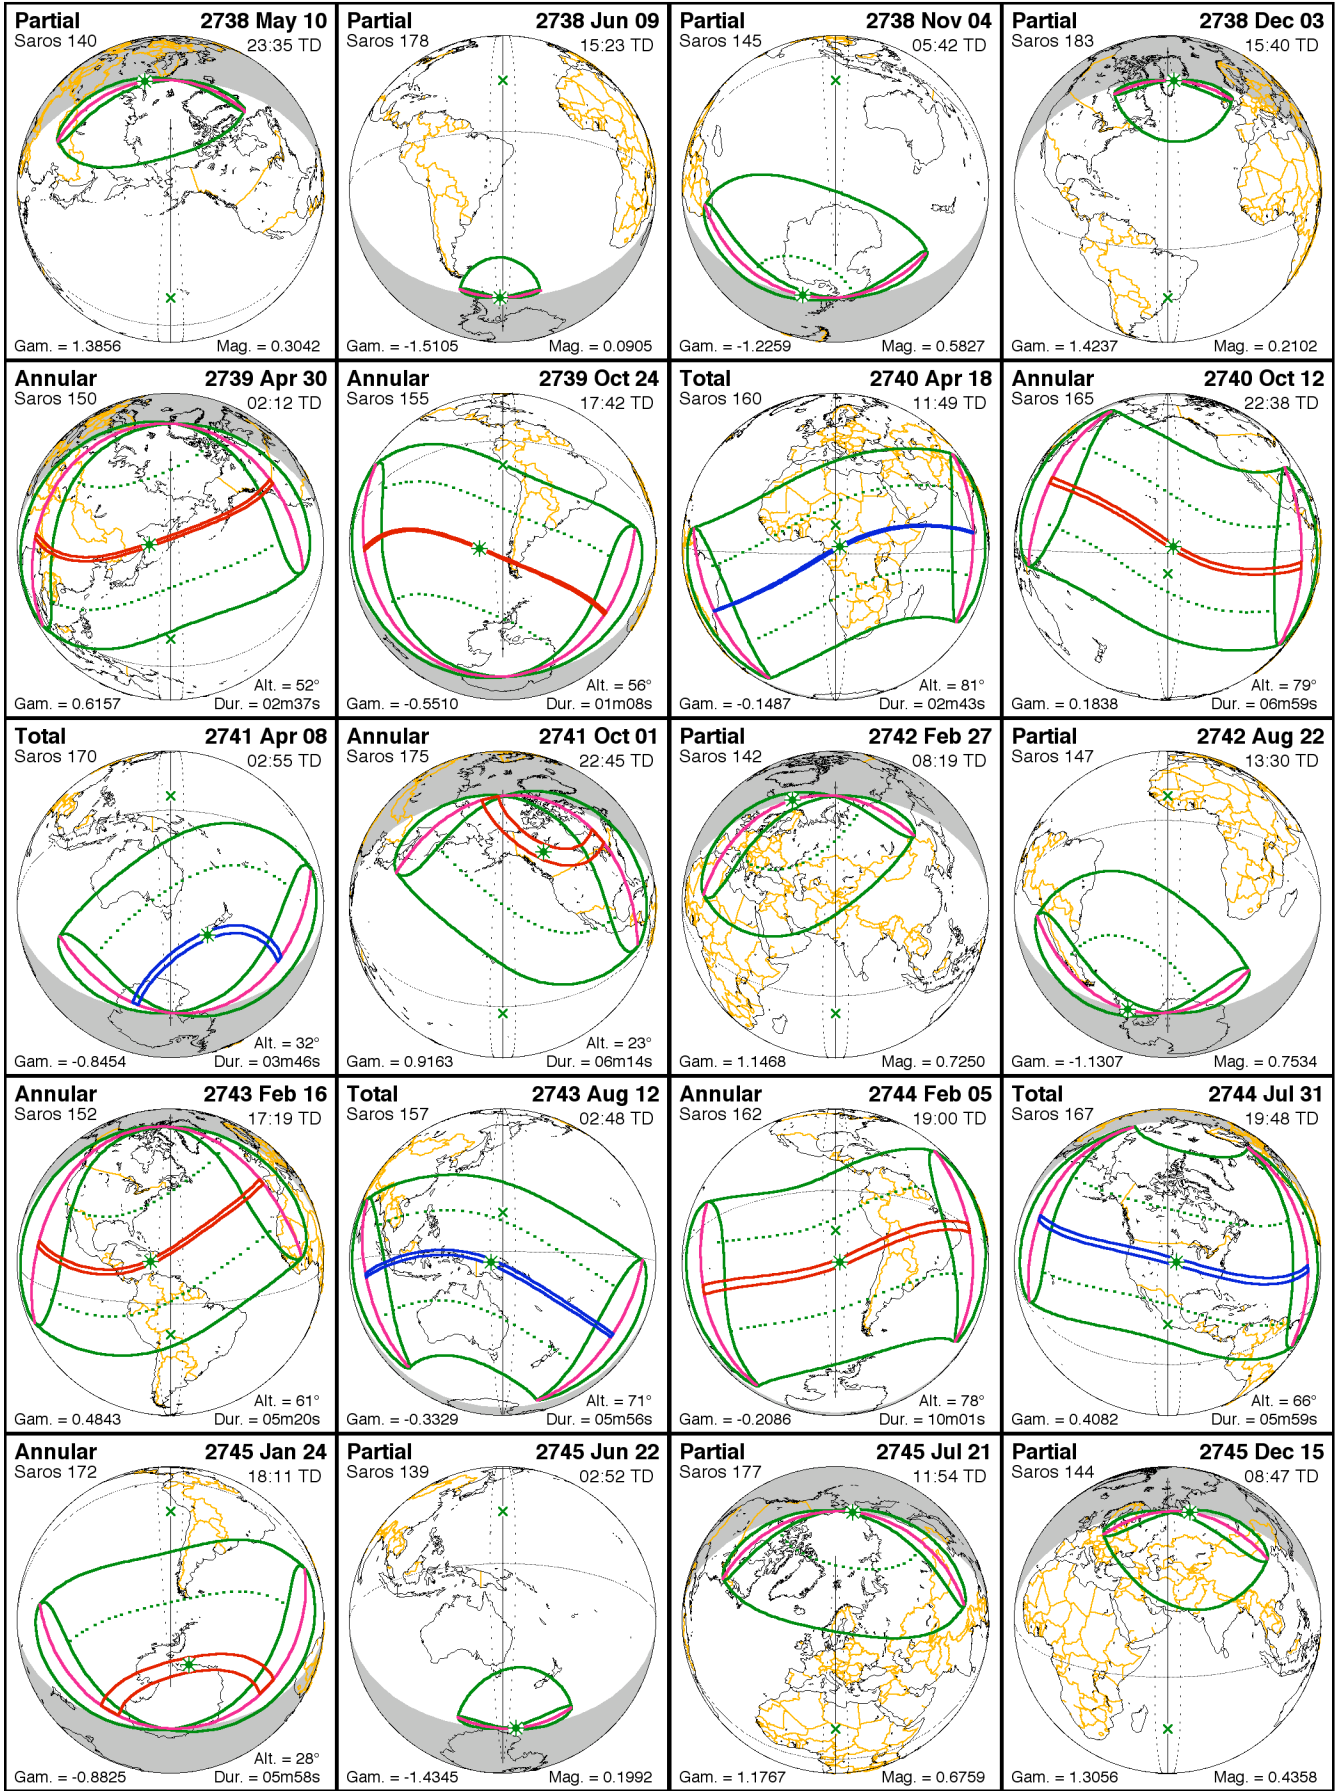 Partial 2738 May 10
Saros 140 23:35 TD
Gam. = 1.3856 Mag. = 0.3042
Partial 2738 Jun 09
Saros 178 15:23 TD
Gam. = -1.5105 Mag. = 0.0905
Partial 2738 Nov 04
Saros 145 05:42 TD
Gam. = -1.2259 Mag. = 0.5827
Partial 2738 Dec 03
Saros 183 15:40 TD
Gam. = 1.4237 Mag. = 0.2102
Annular 2739 Apr 30
Saros 150 02:12 TD
Alt. = 52°
Gam. = 0.6157 Dur. = 02m37s
Annular 2739 Oct 24
Saros 155 17:42 TD
Alt. = 56°
Gam. = -0.5510 Dur. = 01m08s
Total 2740 Apr 18
Saros 160 11:49 TD
Alt. = 81°
Gam. = -0.1487 Dur. = 02m43s
Annular 2740 Oct 12
Saros 165 22:38 TD
Alt. = 79°
Gam. = 0.1838 Dur. = 06m59s
Total 2741 Apr 08
Saros 170 02:55 TD
Alt. = 32°
Gam. = -0.8454 Dur. = 03m46s
Annular 2741 Oct 01
Saros 175 22:45 TD
Alt. = 23°
Gam. = 0.9163 Dur. = 06m14s
Partial 2742 Feb 27
Saros 142 08:19 TD
Gam. = 1.1468 Mag. = 0.7250
Partial 2742 Aug 22
Saros 147 13:30 TD
Gam. = -1.1307 Mag. = 0.7534
Annular 2743 Feb 16
Saros 152 17:19 TD
Alt. = 61°
Gam. = 0.4843 Dur. = 05m20s
Total 2743 Aug 12
Saros 157 02:48 TD
Alt. = 71°
Gam. = -0.3329 Dur. = 05m56s
Annular 2744 Feb 05
Saros 162 19:00 TD
Alt. = 78°
Gam. = -0.2086 Dur. = 10m01s
Total 2744 Jul 31
Saros 167 19:48 TD
Alt. = 66°
Gam. = 0.4082 Dur. = 05m59s
Annular 2745 Jan 24
Saros 172 18:11 TD
Alt. = 28°
Gam. = -0.8825 Dur. = 05m58s
Partial 2745 Jun 22
Saros 139 02:52 TD
Gam. = -1.4345 Mag. = 0.1992
Partial 2745 Jul 21
Saros 177 11:54 TD
Gam. = 1.1767 Mag. = 0.6759
Partial 2745 Dec 15
Saros 144 08:47 TD
Gam. = 1.3056 Mag. = 0.4358